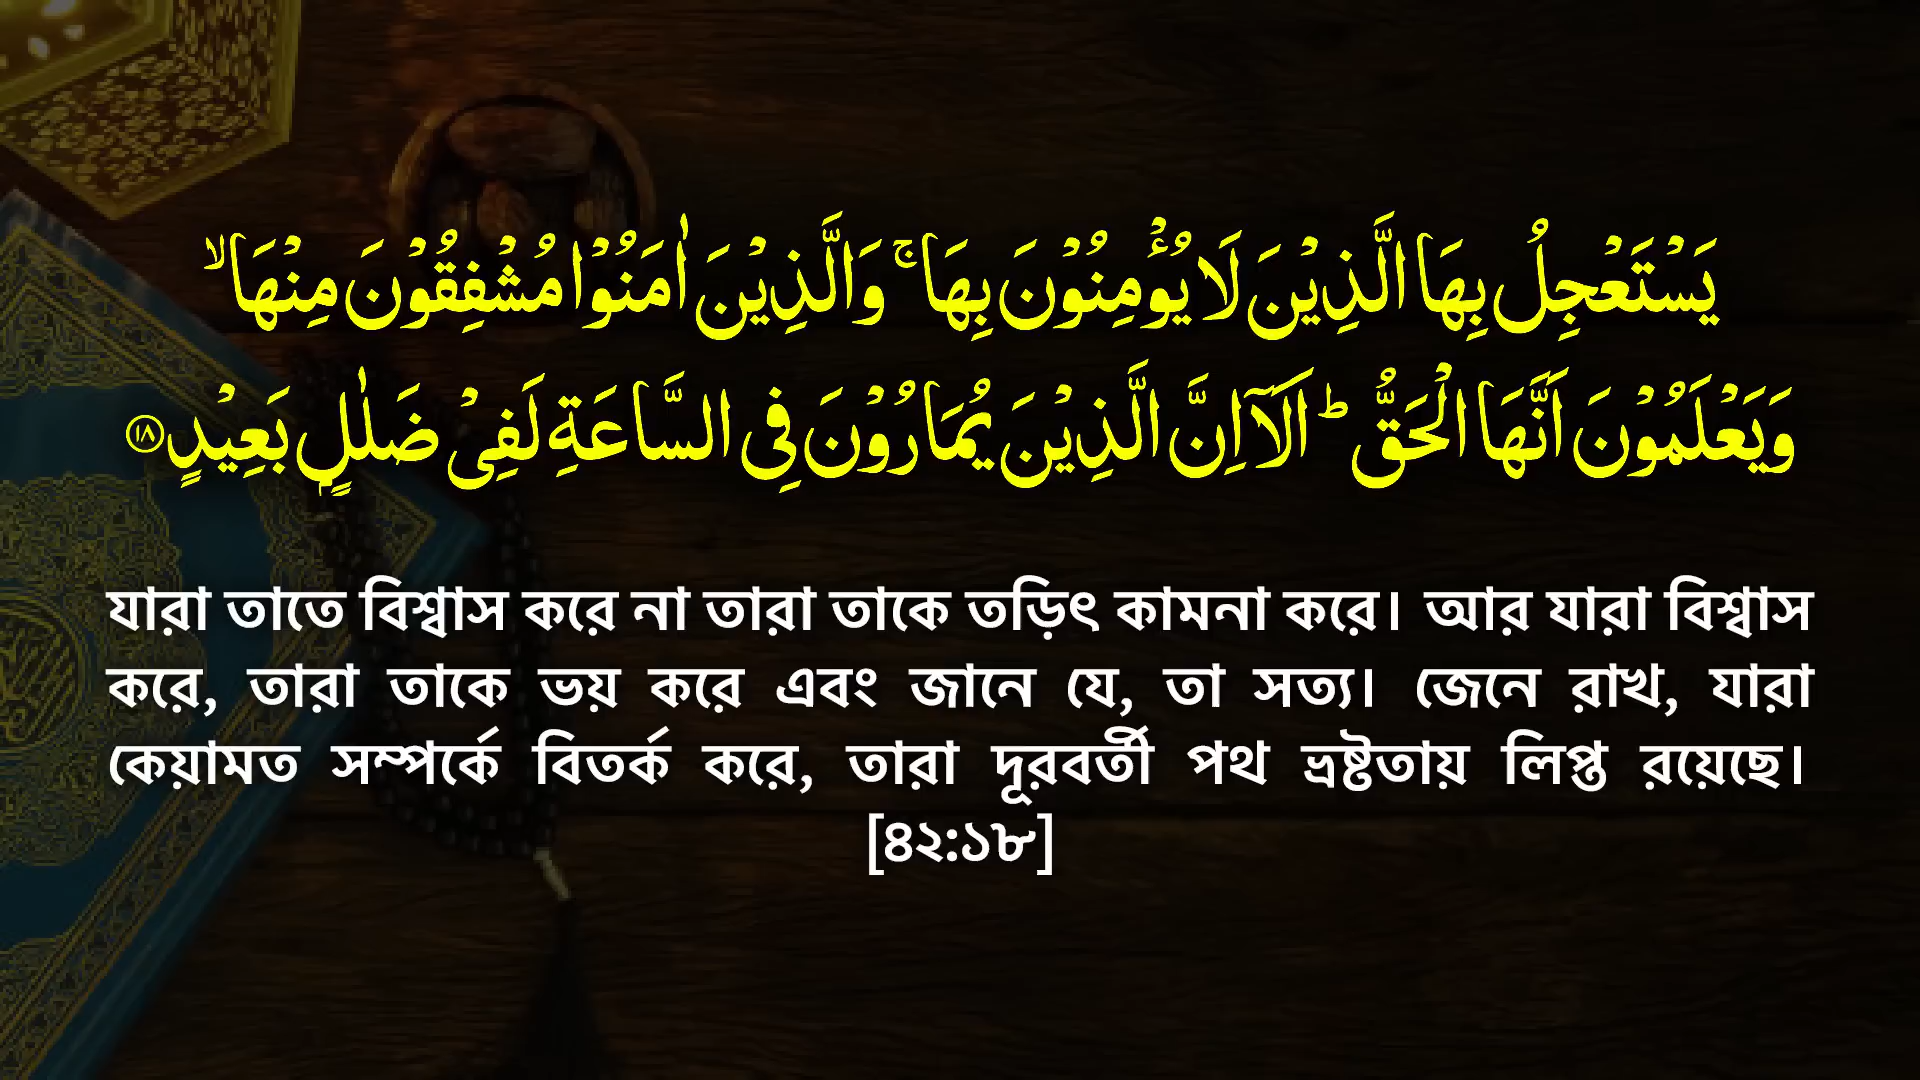 يَسْتَعْجِلُ بِهَا الَّذِيْنَ لَا يُؤْمِنُوْنَ بِهَا ۚ وَالَّذِيْنَ اٰمَنُوْا مُشْفِقُوْنَ مِنْهَا ۙ
وَيَعْلَمُوْنَ اَنَّهَا الْحَقُّ ؕ اَلَاۤ اِنَّ الَّذِيْنَ يُمَارُوْنَ فِى السَّاعَةِ لَفِىْ ضَلٰلٍۢ بَعِيْدٍ ۱۸
যারা তাতে বিশ্বাস করে না তারা তাকে তড়িৎ কামনা করে। আর যারা বিশ্বাস
করে, তারা তাকে ভয় করে এবং জানে যে, তা সত্য। জেনে রাখ, যারা
কেয়ামত সম্পর্কে বিতর্ক করে, তারা দূরবর্তী পথ ভ্রষ্টতায় লিপ্ত রয়েছে।
[৪২:১৮]